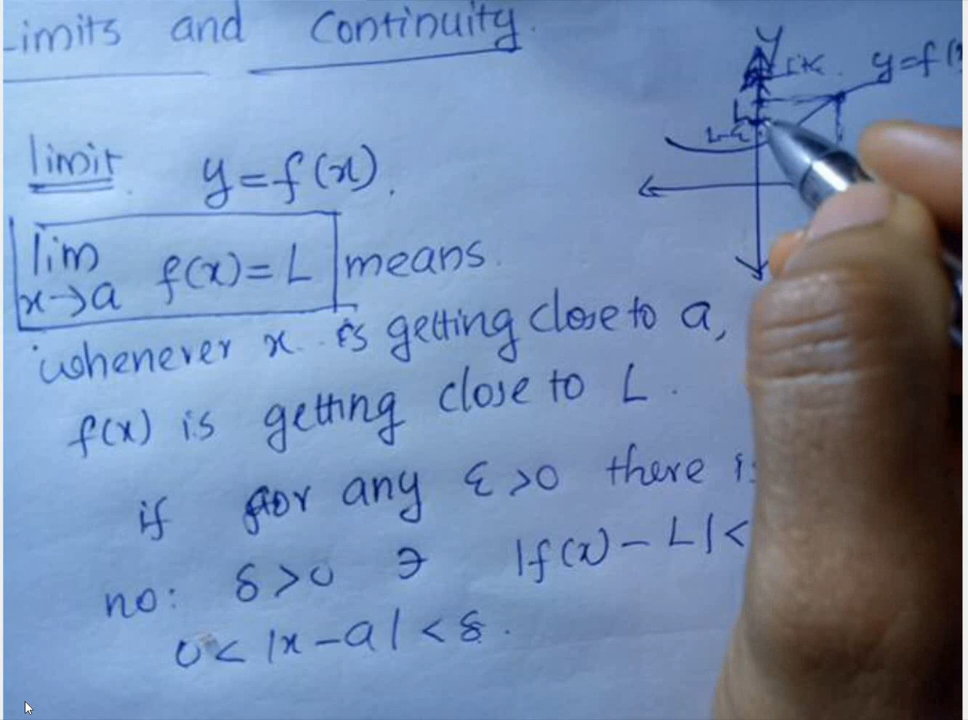 Limits and Continuity.
limit y=f(x).
lim x→a f(x)=L means.
whenever x is getting close to a,
f(x) is getting close to L.
if for any ε>0 there
no: δ>0 ∋ |f(x)-L|<
0<|x-a|<δ.
y
y=f(
L
L-ε